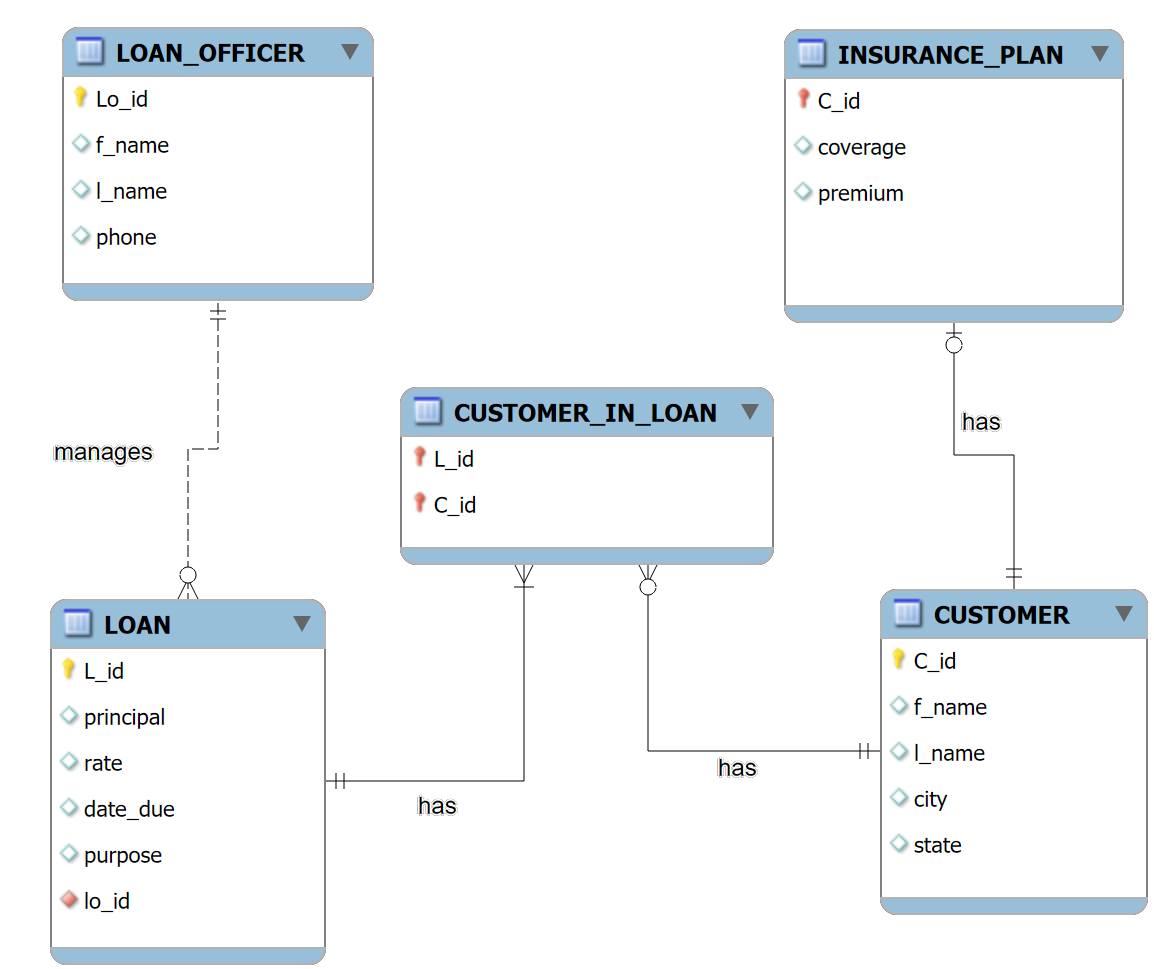 LOAN_OFFICER
Lo_id
f_name
l_name
phone
INSURANCE_PLAN
C_id
coverage
premium
manages
has
CUSTOMER_IN_LOAN
L_id
C_id
LOAN
L_id
principal
rate
date_due
purpose
lo_id
has
has
CUSTOMER
C_id
f_name
l_name
city
state